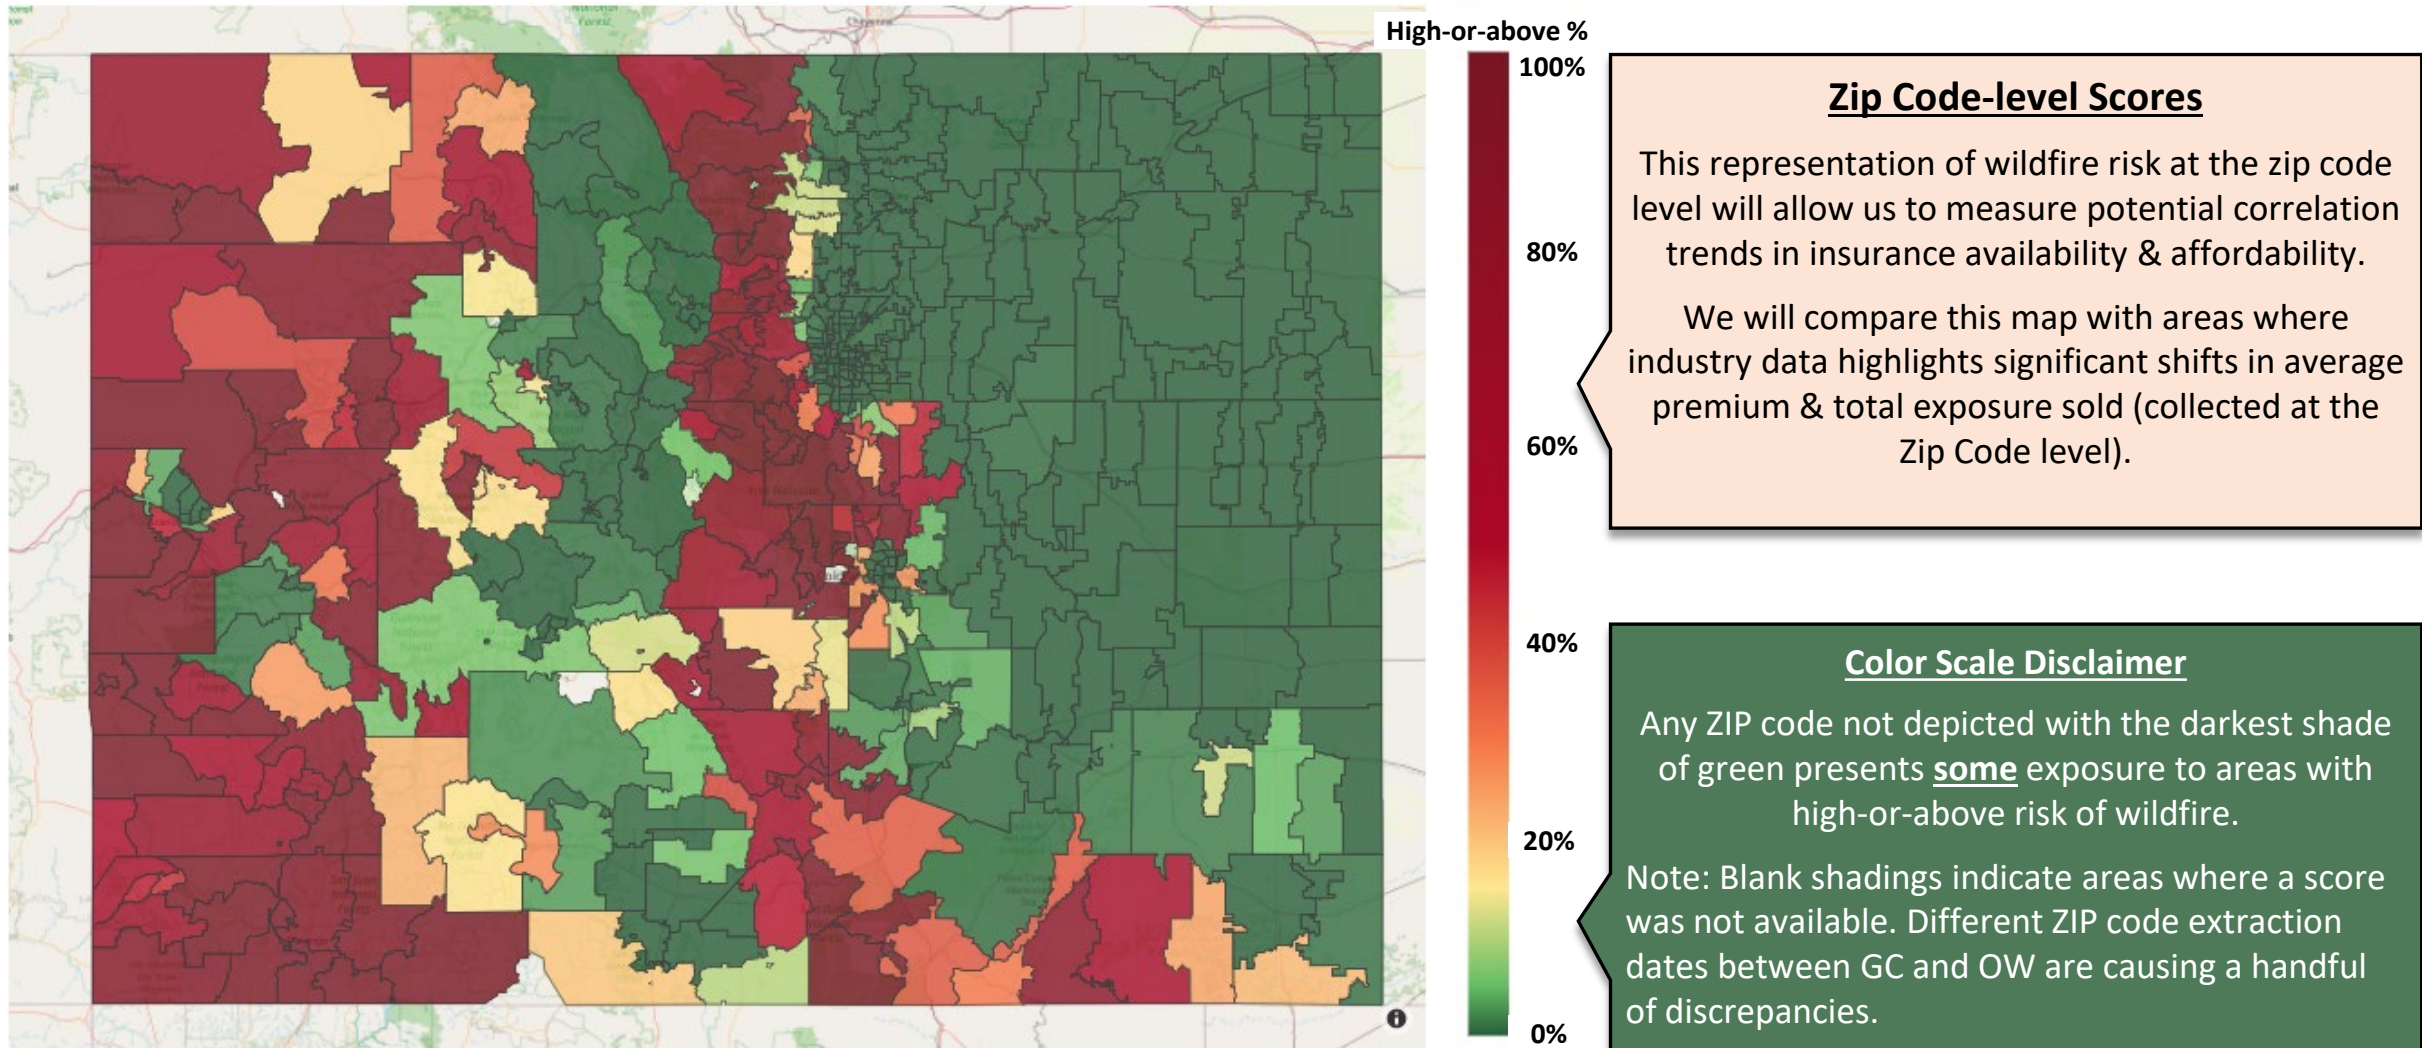 Cheyenne
High-or-above %
100%
80%
60%
40%
20%
0%
Zip Code-level Scores
This representation of wildfire risk at the zip code
level will allow us to measure potential correlation
trends in insurance availability & affordability.
We will compare this map with areas where
industry data highlights significant shifts in average
premium & total exposure sold (collected at the
Zip Code level).
Color Scale Disclaimer
Any ZIP code not depicted with the darkest shade
of green presents some exposure to areas with
high-or-above risk of wildfire.
Note: Blank shadings indicate areas where a score
was not available. Different ZIP code extraction
dates between GC and OW are causing a handful
of discrepancies.